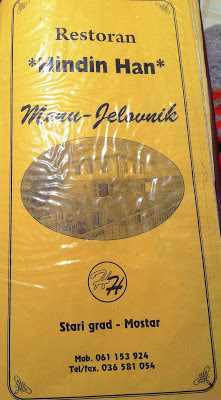 Restoran
*Hindin Han*
Menu-Jelovnik
HH
Stari grad - Mostar
Mob. 061 153 924
Tel/fax. 036 581 054